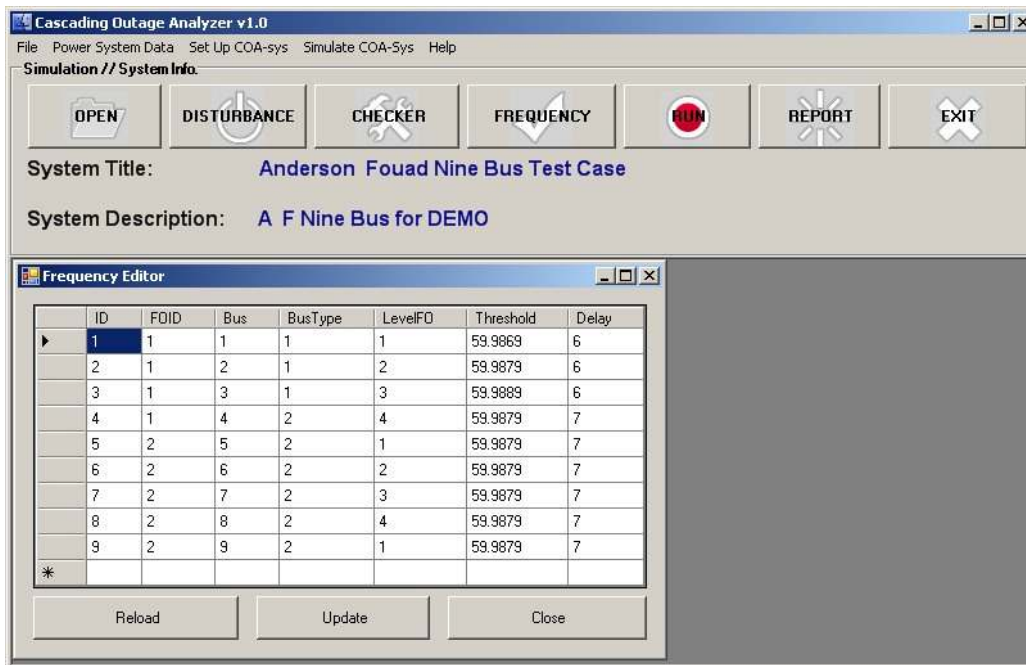 Cascading Outage Analyzer v1.0
File Power System Data Set Up COA-sys Simulate COA-Sys Help
Simulation // System Info.
OPEN DISTURBANCE CHECKER FREQUENCY RUN REPORT EXIT
System Title: Anderson Fouad Nine Bus Test Case
System Description: A F Nine Bus for DEMO
Frequency Editor
ID FOID Bus BusType LevelFO Threshold Delay
1 1 1 1 1 59.9869 6
2 1 2 1 2 59.9879 6
3 1 3 1 3 59.9889 6
4 1 4 2 4 59.9879 7
5 2 5 2 1 59.9879 7
6 2 6 2 2 59.9879 7
7 2 7 2 3 59.9879 7
8 2 8 2 4 59.9879 7
9 2 9 2 1 59.9879 7
*
Reload Update Close